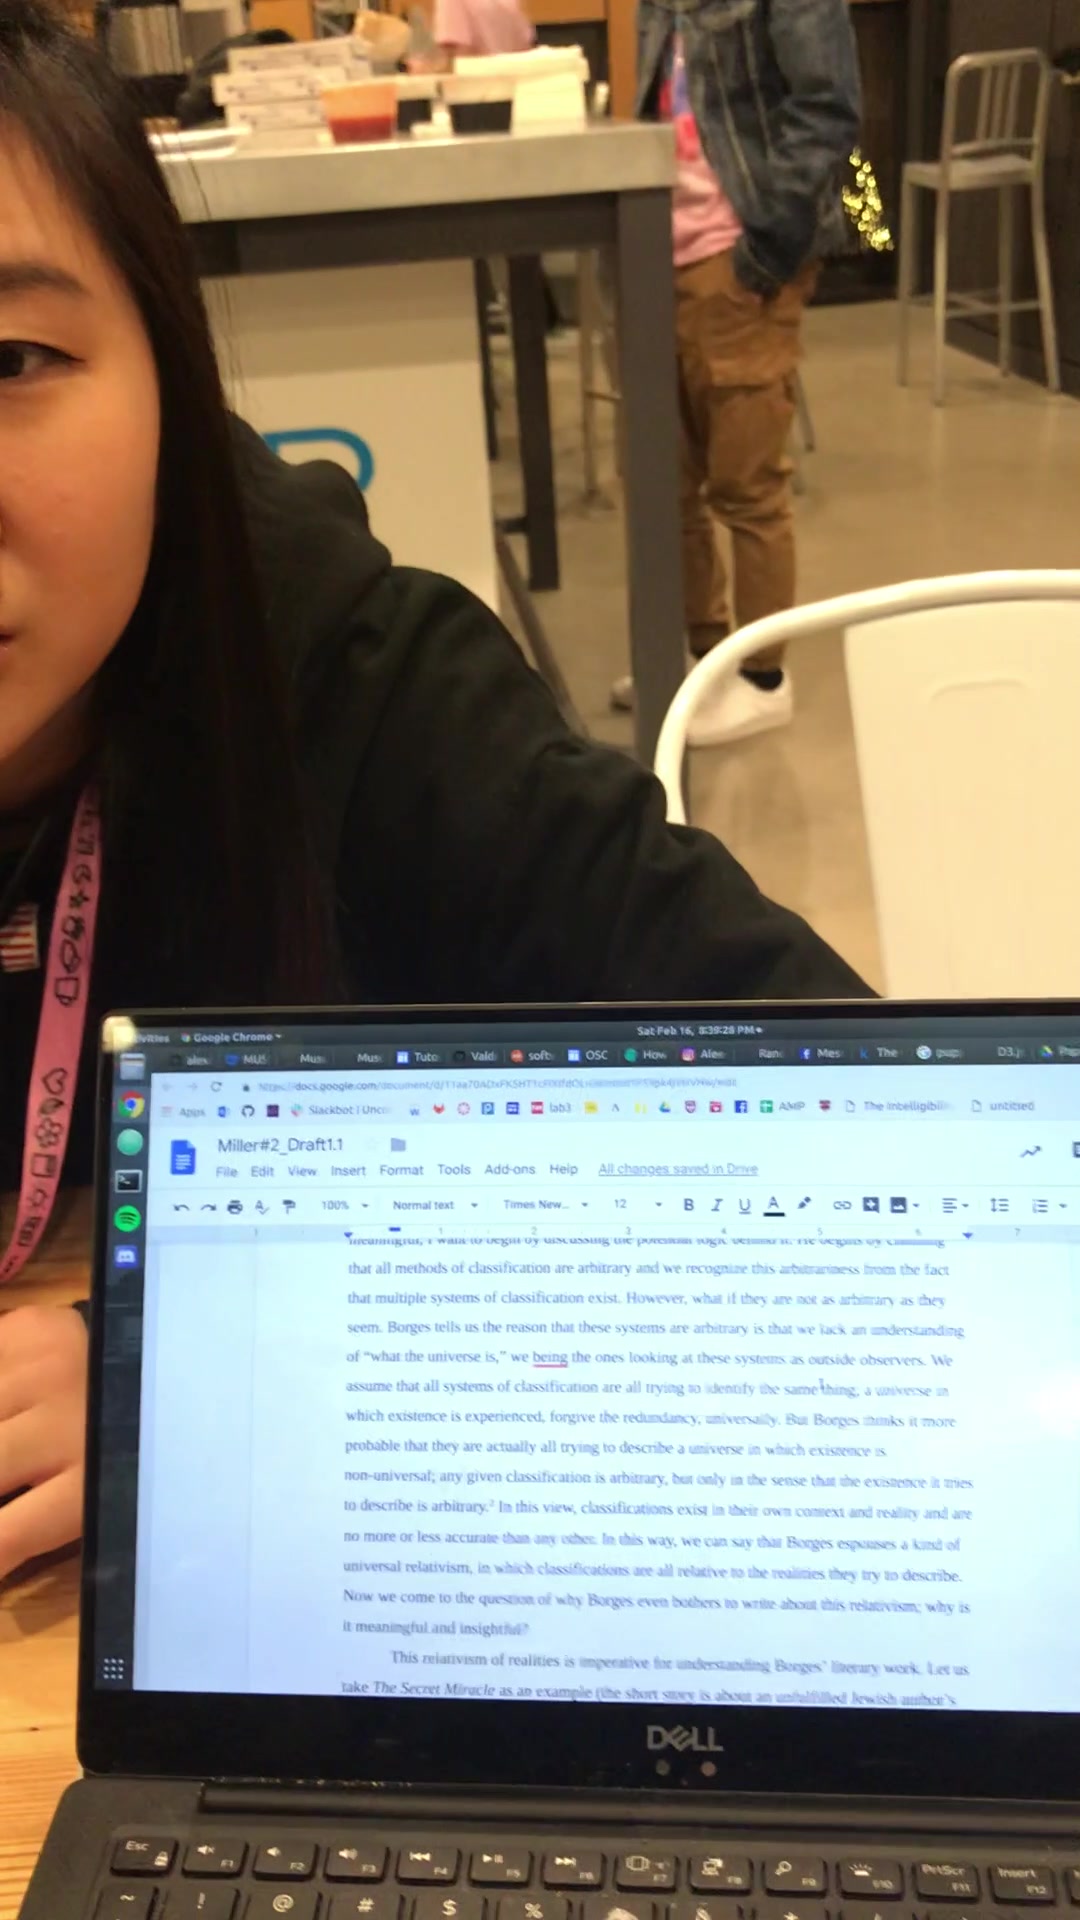 Activities Google Chrome Sat Feb 16, 8:39:28 PM
alex MUS Mus Mus Tuto Vald soft OSC How Alex Ran Mes The pup D3.j Pap
Apps Slackbot | Unco lab3 AMP The Intelligibili untitled
Miller#2_Draft1.1
File Edit View Insert Format Tools Add-ons Help All changes saved in Drive
100% Normal text Times New... 12 B I U A
1 1 2 3 4 5 6 7
meaningful, I want to begin by discussing the potential logic behind it. He begins by claiming
that all methods of classification are arbitrary and we recognize this arbitrariness from the fact
that multiple systems of classification exist. However, what if they are not as arbitrary as they
seem. Borges tells us the reason that these systems are arbitrary is that we lack an understanding
of “what the universe is,” we being the ones looking at these systems as outside observers. We
assume that all systems of classification are all trying to identify the same thing, a universe in
which existence is experienced, forgive the redundancy, universally. But Borges thinks it more
probable that they are actually all trying to describe a universe in which existence is
non-universal; any given classification is arbitrary, but only in the sense that the existence it tries
to describe is arbitrary.² In this view, classifications exist in their own context and reality and are
no more or less accurate than any other. In this way, we can say that Borges espouses a kind of
universal relativism, in which classifications are all relative to the realities they try to describe.
Now we come to the question of why Borges even bothers to write about this relativism; why is
it meaningful and insightful?
This relativism of realities is imperative for understanding Borges’ literary work. Let us
take The Secret Miracle as an example (the short story is about an unfulfilled Jewish author’s
DELL
Esc F1 F2 F3 F4 F5 F6 F7 F8 F9 F10 PrtScr F11 Insert F12
~ ! @ # $ %